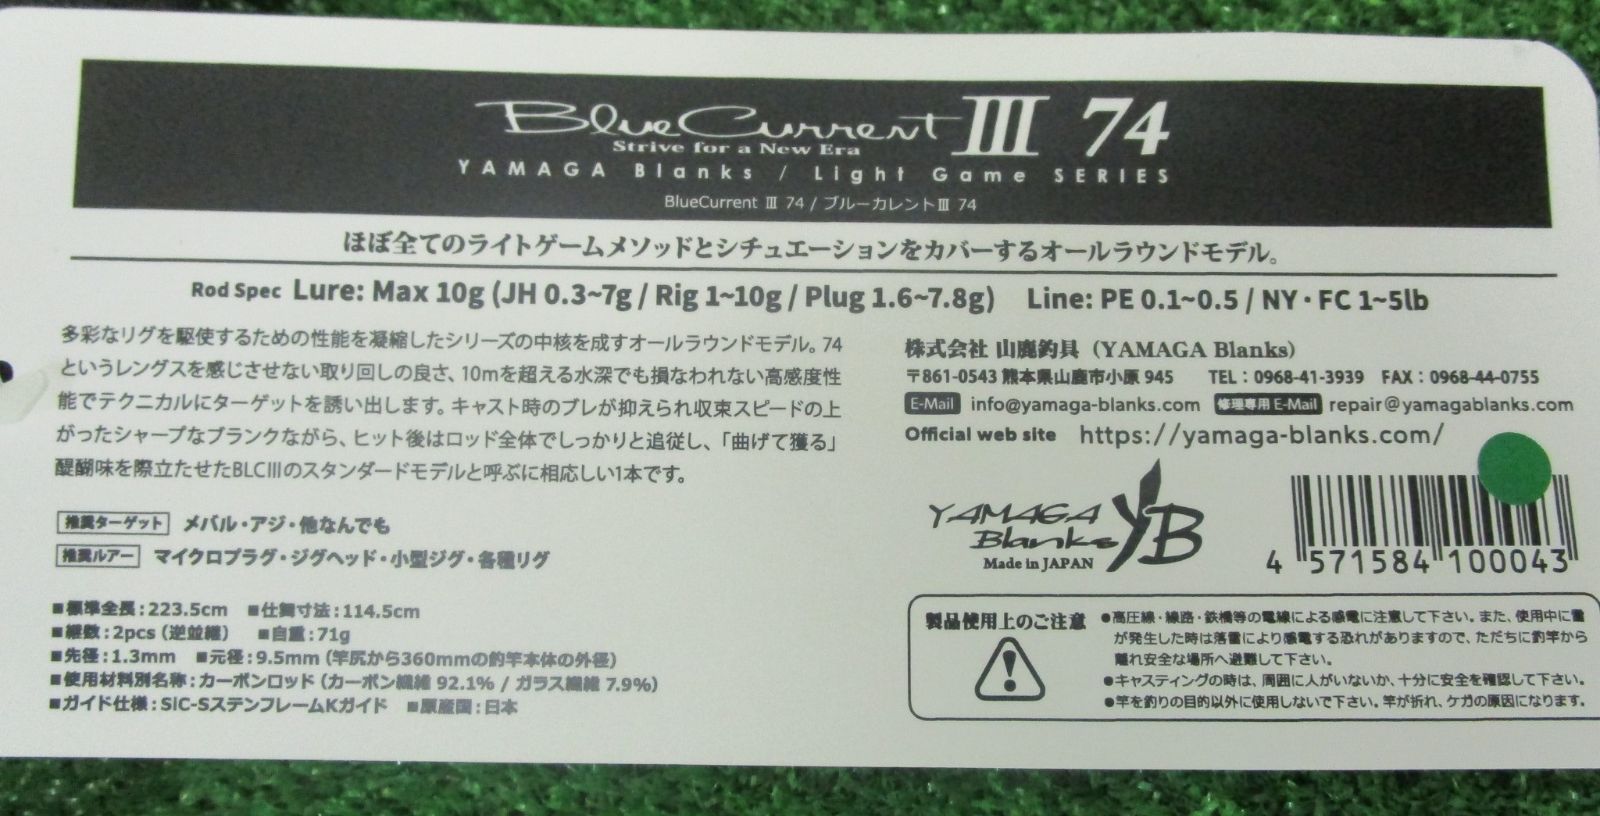 BlueCurrent Ⅲ 74
Strive for a New Era
YAMAGA Blanks / Light Game SERIES
BlueCurrent Ⅲ 74 / ブルーカレントⅢ 74
ほぼ全てのライトゲームメソッドとシチュエーションをカバーするオールラウンドモデル。
Rod Spec Lure: Max 10g (JH 0.3~7g / Rig 1~10g / Plug 1.6~7.8g) Line: PE 0.1~0.5 / NY・FC 1~5lb
多彩なリグを駆使するための性能を凝縮したシリーズの中核を成すオールラウンドモデル。74
というレングスを感じさせない取り回しの良さ、10mを超える水深でも損なわれない高感度性
能でテクニカルにターゲットを誘い出します。キャスト時のブレが抑えられ収束スピードの上
がったシャープなブランクながら、ヒット後はロッド全体でしっかりと追従し、「曲げて獲る」
醍醐味を際立たせたBLCⅢのスタンダードモデルと呼ぶに相応しい1本です。
推奨ターゲット メバル・アジ・他なんでも
推奨ルアー マイクロプラグ・ジグヘッド・小型ジグ・各種リグ
■標準全長:223.5cm ■仕舞寸法:114.5cm
■継数:2pcs（逆並継） ■自重:71g
■先径:1.3mm ■元径:9.5mm（竿尻から360mmの釣竿本体の外径）
■使用材料別名称:カーボンロッド（カーボン繊維 92.1% / ガラス繊維 7.9%）
■ガイド仕様:SiC-SステンフレームKガイド ■原産国:日本
株式会社 山鹿釣具（YAMAGA Blanks）
〒861-0543 熊本県山鹿市小原 945 TEL：0968-41-3939 FAX：0968-44-0755
E-Mail info@yamaga-blanks.com 修理専用 E-Mail repair@yamagablanks.com
Official web site https://yamaga-blanks.com/
YAMAGA Blanks YB
Made in JAPAN
4 571584 100043
製品使用上のご注意
●高圧線・線路・鉄橋等の電線による感電に注意して下さい。また、使用中に雷
が発生した時は落雷により感電する恐れがありますので、ただちに釣竿から
離れ安全な場所へ避難して下さい。
●キャスティングの時は、周囲に人がいないか、十分に安全を確認して下さい。
●竿を釣りの目的以外に使用しないで下さい。竿が折れ、ケガの原因になります。